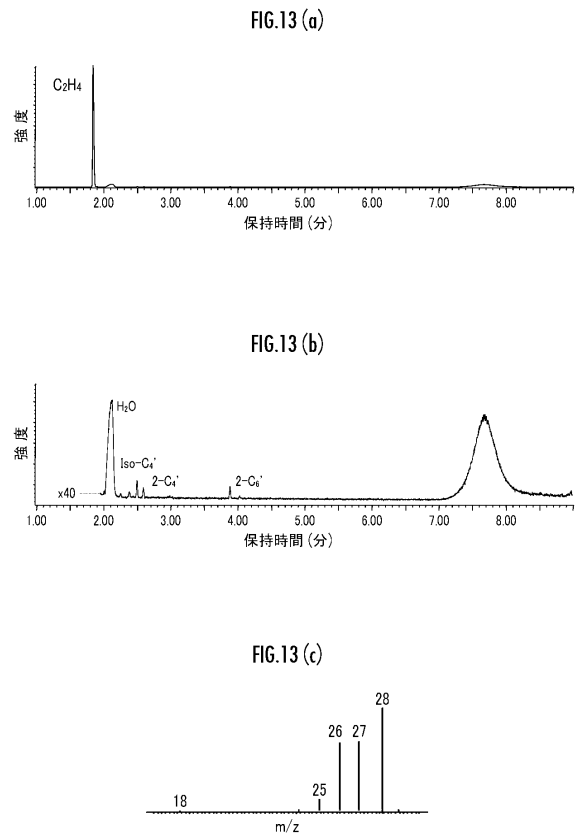 FIG.13 (a)
C₂H₄
強度
1.00 2.00 3.00 4.00 5.00 6.00 7.00 8.00
保持時間 (分)
FIG.13 (b)
H₂O
Iso-C₄'
2-C₄'
2-C₆'
x40
強度
1.00 2.00 3.00 4.00 5.00 6.00 7.00 8.00
保持時間 (分)
FIG.13 (c)
28
26 27
25
18
m/z